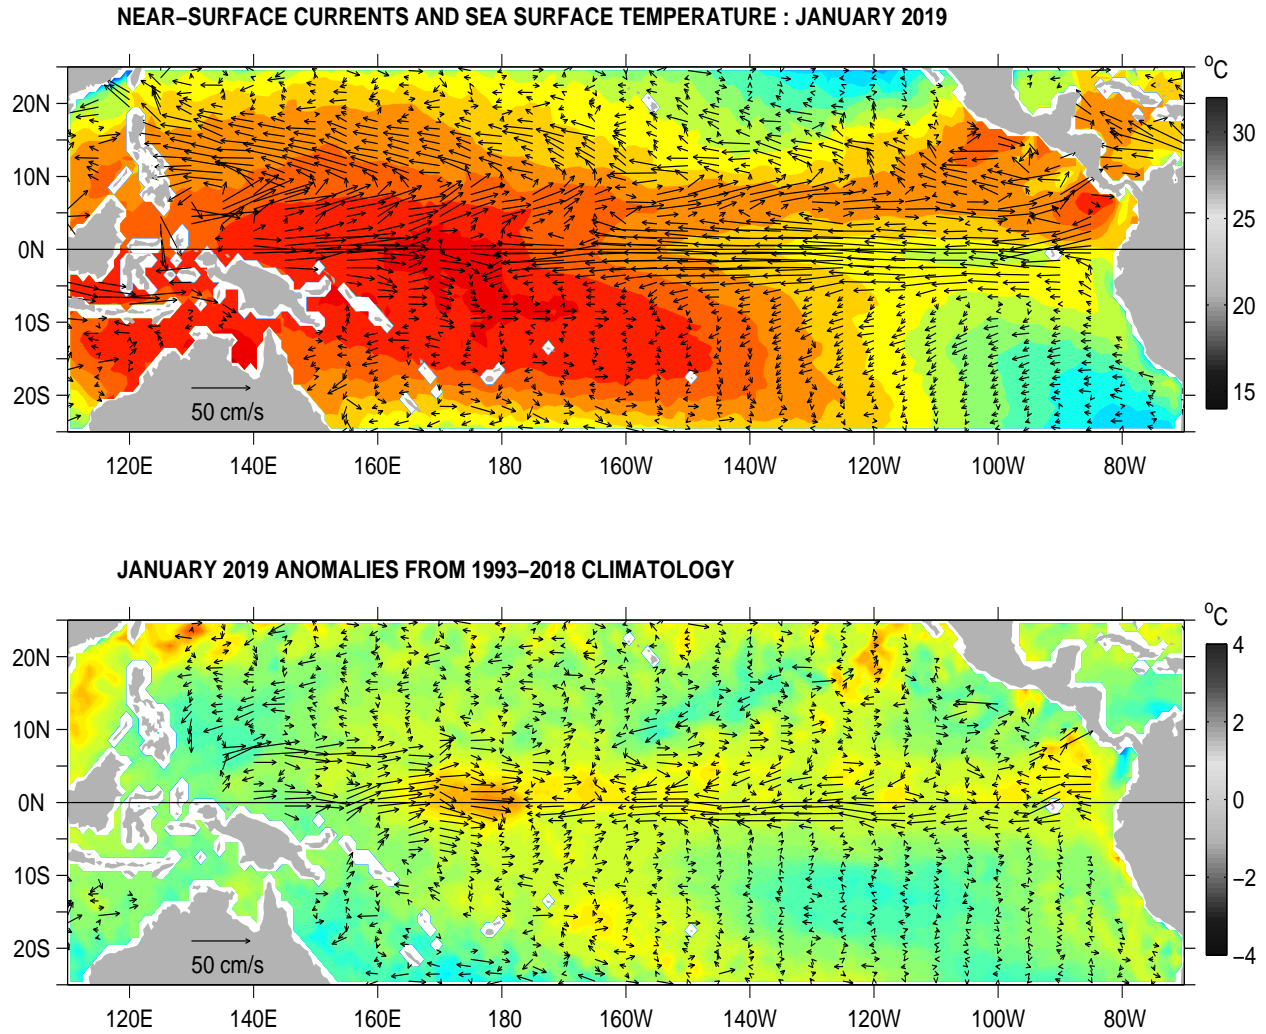 NEAR–SURFACE CURRENTS AND SEA SURFACE TEMPERATURE : JANUARY 2019
oC
20N
10N
0N
10S
20S
50 cm/s
30
25
20
15
120E 140E 160E 180 160W 140W 120W 100W 80W
JANUARY 2019 ANOMALIES FROM 1993–2018 CLIMATOLOGY
oC
20N
10N
0N
10S
20S
50 cm/s
4
2
0
–2
–4
120E 140E 160E 180 160W 140W 120W 100W 80W